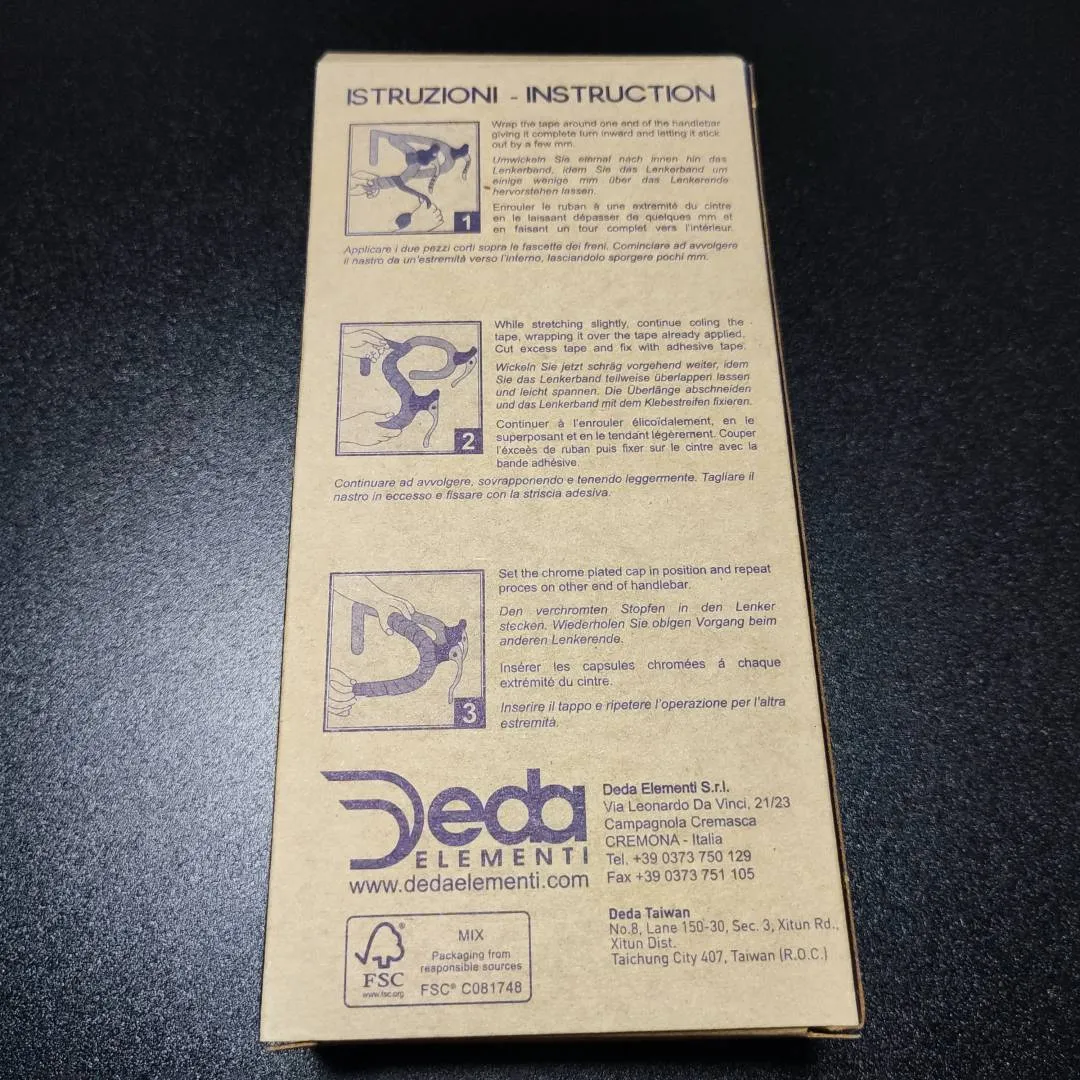 ISTRUZIONI - INSTRUCTION
Wrap the tape around one end of the handlebar
giving it complete turn inward and letting it stick
out by a few mm.
Umwickeln Sie einmal nach innen hin das
Lenkerband, idem Sie das Lenkerband um
einige wenige mm über das Lenkerende
hervorstehen lassen.
Enrouler le ruban à une extremité du cintre
en le laissant dépasser de quelques mm et
en faisant un tour complet vers l'intérieur.
1
Applicare i due pezzi corti sopra le fascette dei freni. Cominciare ad avvolgere
il nastro da un'estremità verso l'interno, lasciandolo sporgere pochi mm.
While stretching slightly, continue coling the
tape, wrapping it over the tape already applied.
Cut excess tape and fix with adhesive tape.
Wickeln Sie jetzt schräg vorgehend weiter, idem
Sie das Lenkerband teilweise überlappen lassen
und leicht spannen. Die Überlänge abschneiden
und das Lenkerband mit dem Klebestreifen fixieren.
Continuer à l'enrouler élicoïdalement, en le
superposant et en le tendant légèrement. Couper
l'éxceès de ruban puis fixer sur le cintre avec la
bande adhésive.
2
Continuare ad avvolgere, sovrapponendo e tenendo leggermente. Tagliare il
nastro in eccesso e fissare con la striscia adesiva.
Set the chrome plated cap in position and repeat
proces on other end of handlebar.
Den verchromten Stopfen in den Lenker
stecken. Wiederholen Sie obigen Vorgang beim
anderen Lenkerende.
Insérer les capsules chromées á chaque
extrémité du cintre.
Inserire il tappo e ripetere l'operazione per l'altra
estremità.
3
Deda
ELEMENTI
www.dedaelementi.com
Deda Elementi S.r.l.
Via Leonardo Da Vinci, 21/23
Campagnola Cremasca
CREMONA - Italia
Tel. +39 0373 750 129
Fax +39 0373 751 105
Deda Taiwan
No.8, Lane 150-30, Sec. 3, Xitun Rd.,
Xitun Dist.
Taichung City 407, Taiwan (R.O.C.)
FSC
www.fsc.org
MIX
Packaging from
responsible sources
FSC® C081748